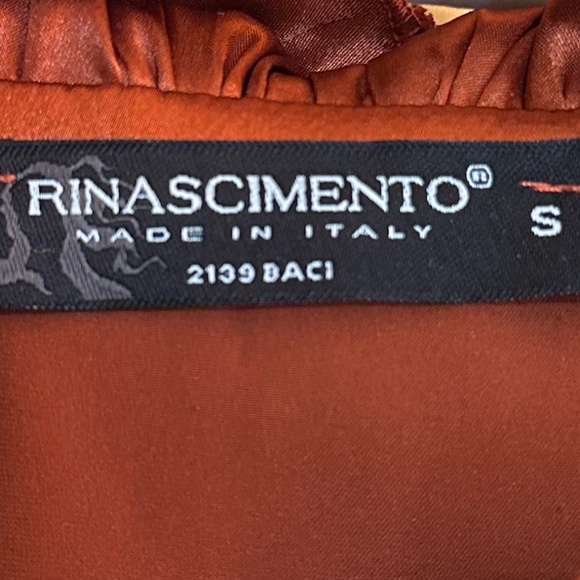 RINASCIMENTO®
MADE IN ITALY
S
2139 BACI